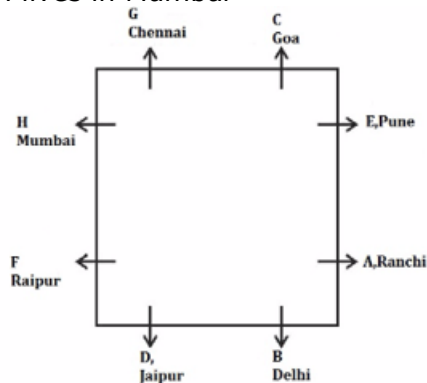 G
Chennai
C
Goa
H
Mumbai
E,Pune
F
Raipur
A,Ranchi
D,
Jaipur
B
Delhi